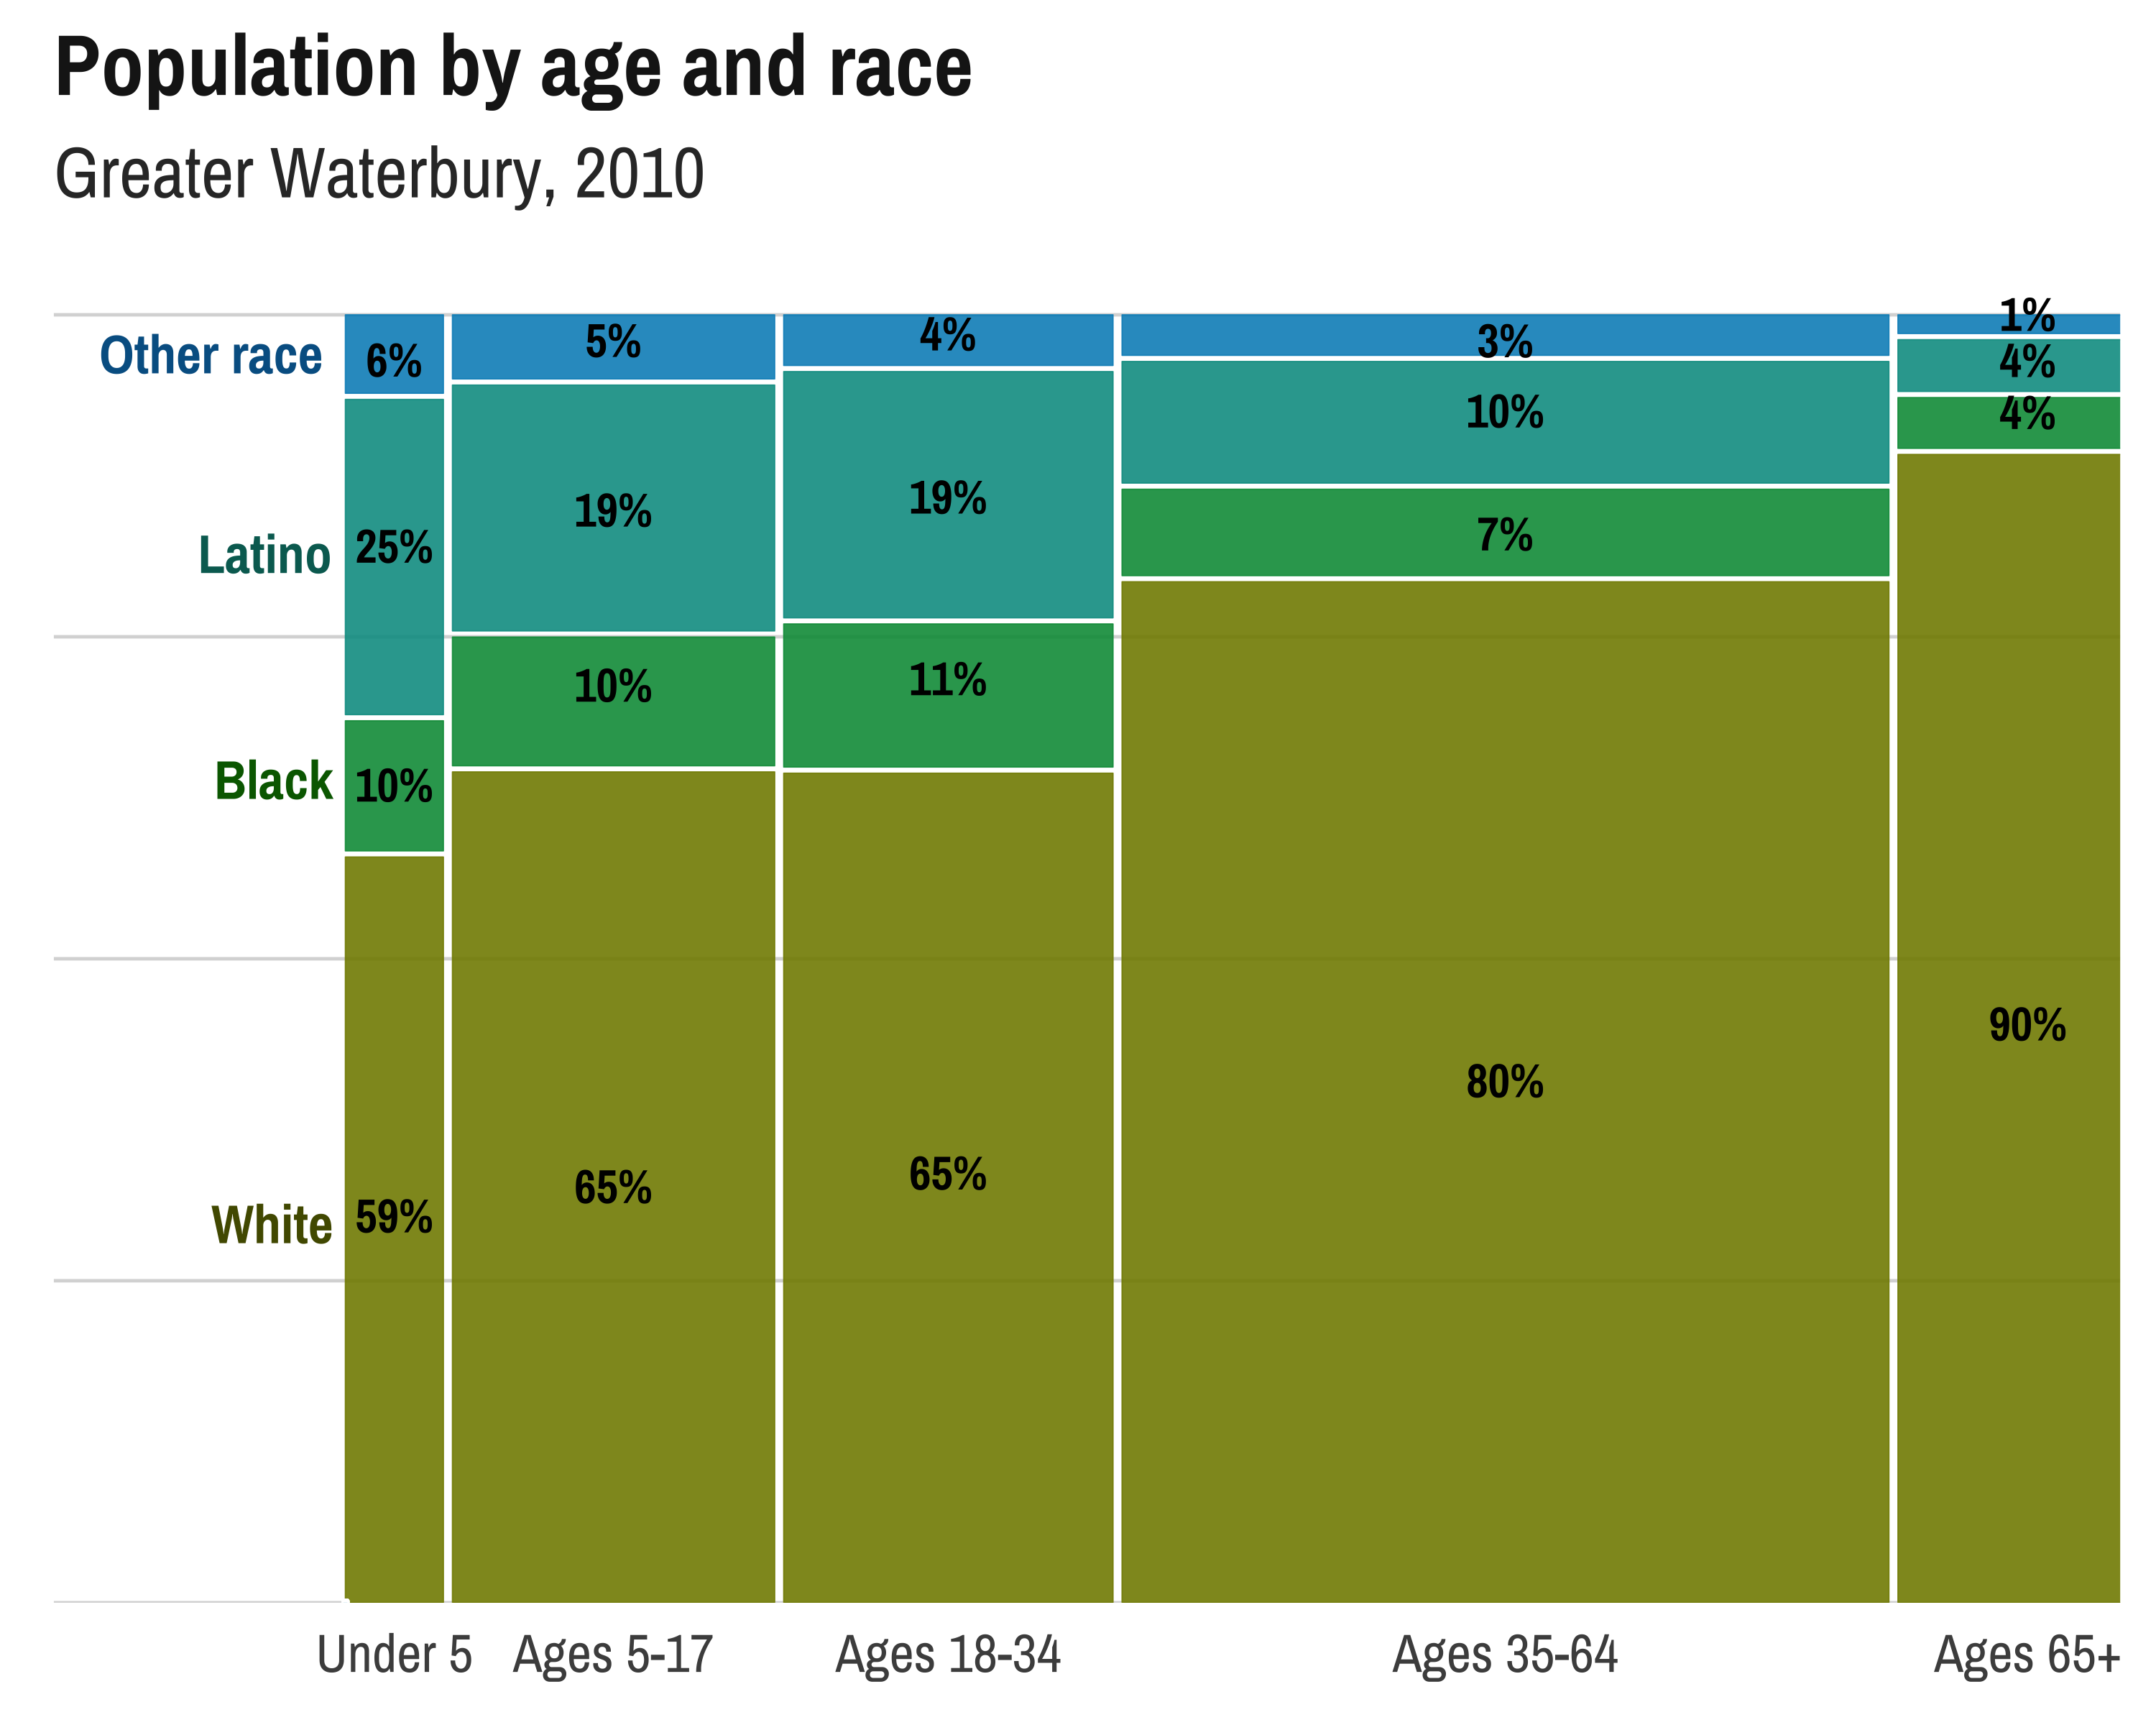 Population by age and race
Greater Waterbury, 2010
Other race 6% 5% 4% 3% 1%
Latino 25% 19% 19% 10% 4%
Black 10% 10% 11% 7% 4%
White 59% 65% 65% 80% 90%
Under 5 Ages 5-17 Ages 18-34 Ages 35-64 Ages 65+